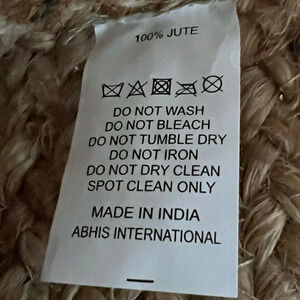 100% JUTE
DO NOT WASH
DO NOT BLEACH
DO NOT TUMBLE DRY
DO NOT IRON
DO NOT DRY CLEAN
SPOT CLEAN ONLY
MADE IN INDIA
ABHIS INTERNATIONAL